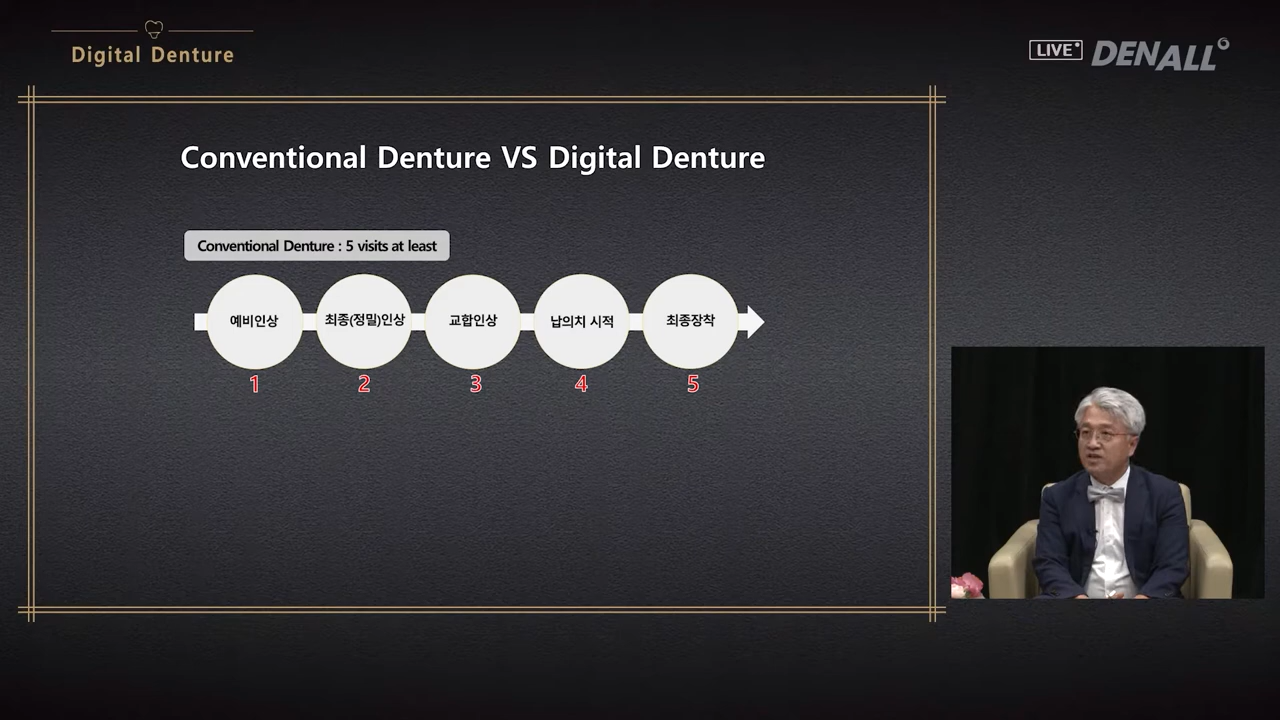 Digital Denture
LIVE
DENALL
Conventional Denture VS Digital Denture
Conventional Denture : 5 visits at least
예비인상
최종(정밀)인상
교합인상
납의치 시적
최종장착
1
2
3
4
5